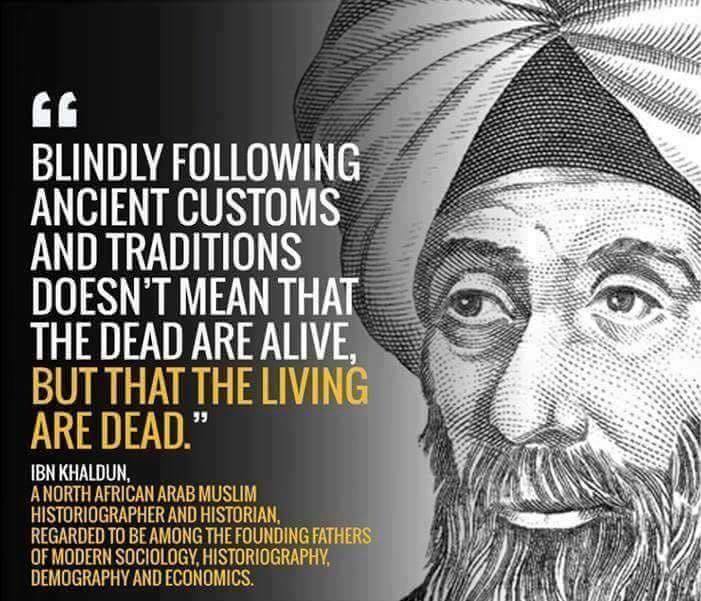 “
BLINDLY FOLLOWING
ANCIENT CUSTOMS
AND TRADITIONS
DOESN'T MEAN THAT
THE DEAD ARE ALIVE,
BUT THAT THE LIVING
ARE DEAD.”
IBN KHALDUN,
A NORTH AFRICAN ARAB MUSLIM
HISTORIOGRAPHER AND HISTORIAN,
REGARDED TO BE AMONG THE FOUNDING FATHERS
OF MODERN SOCIOLOGY, HISTORIOGRAPHY,
DEMOGRAPHY AND ECONOMICS.